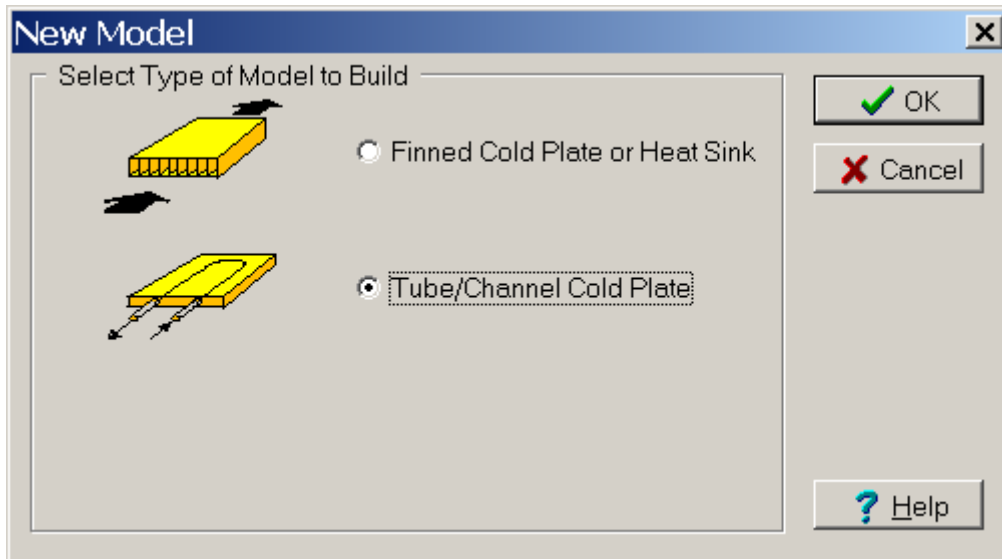 New Model
Select Type of Model to Build
Finned Cold Plate or Heat Sink
Tube/Channel Cold Plate
OK
Cancel
Help